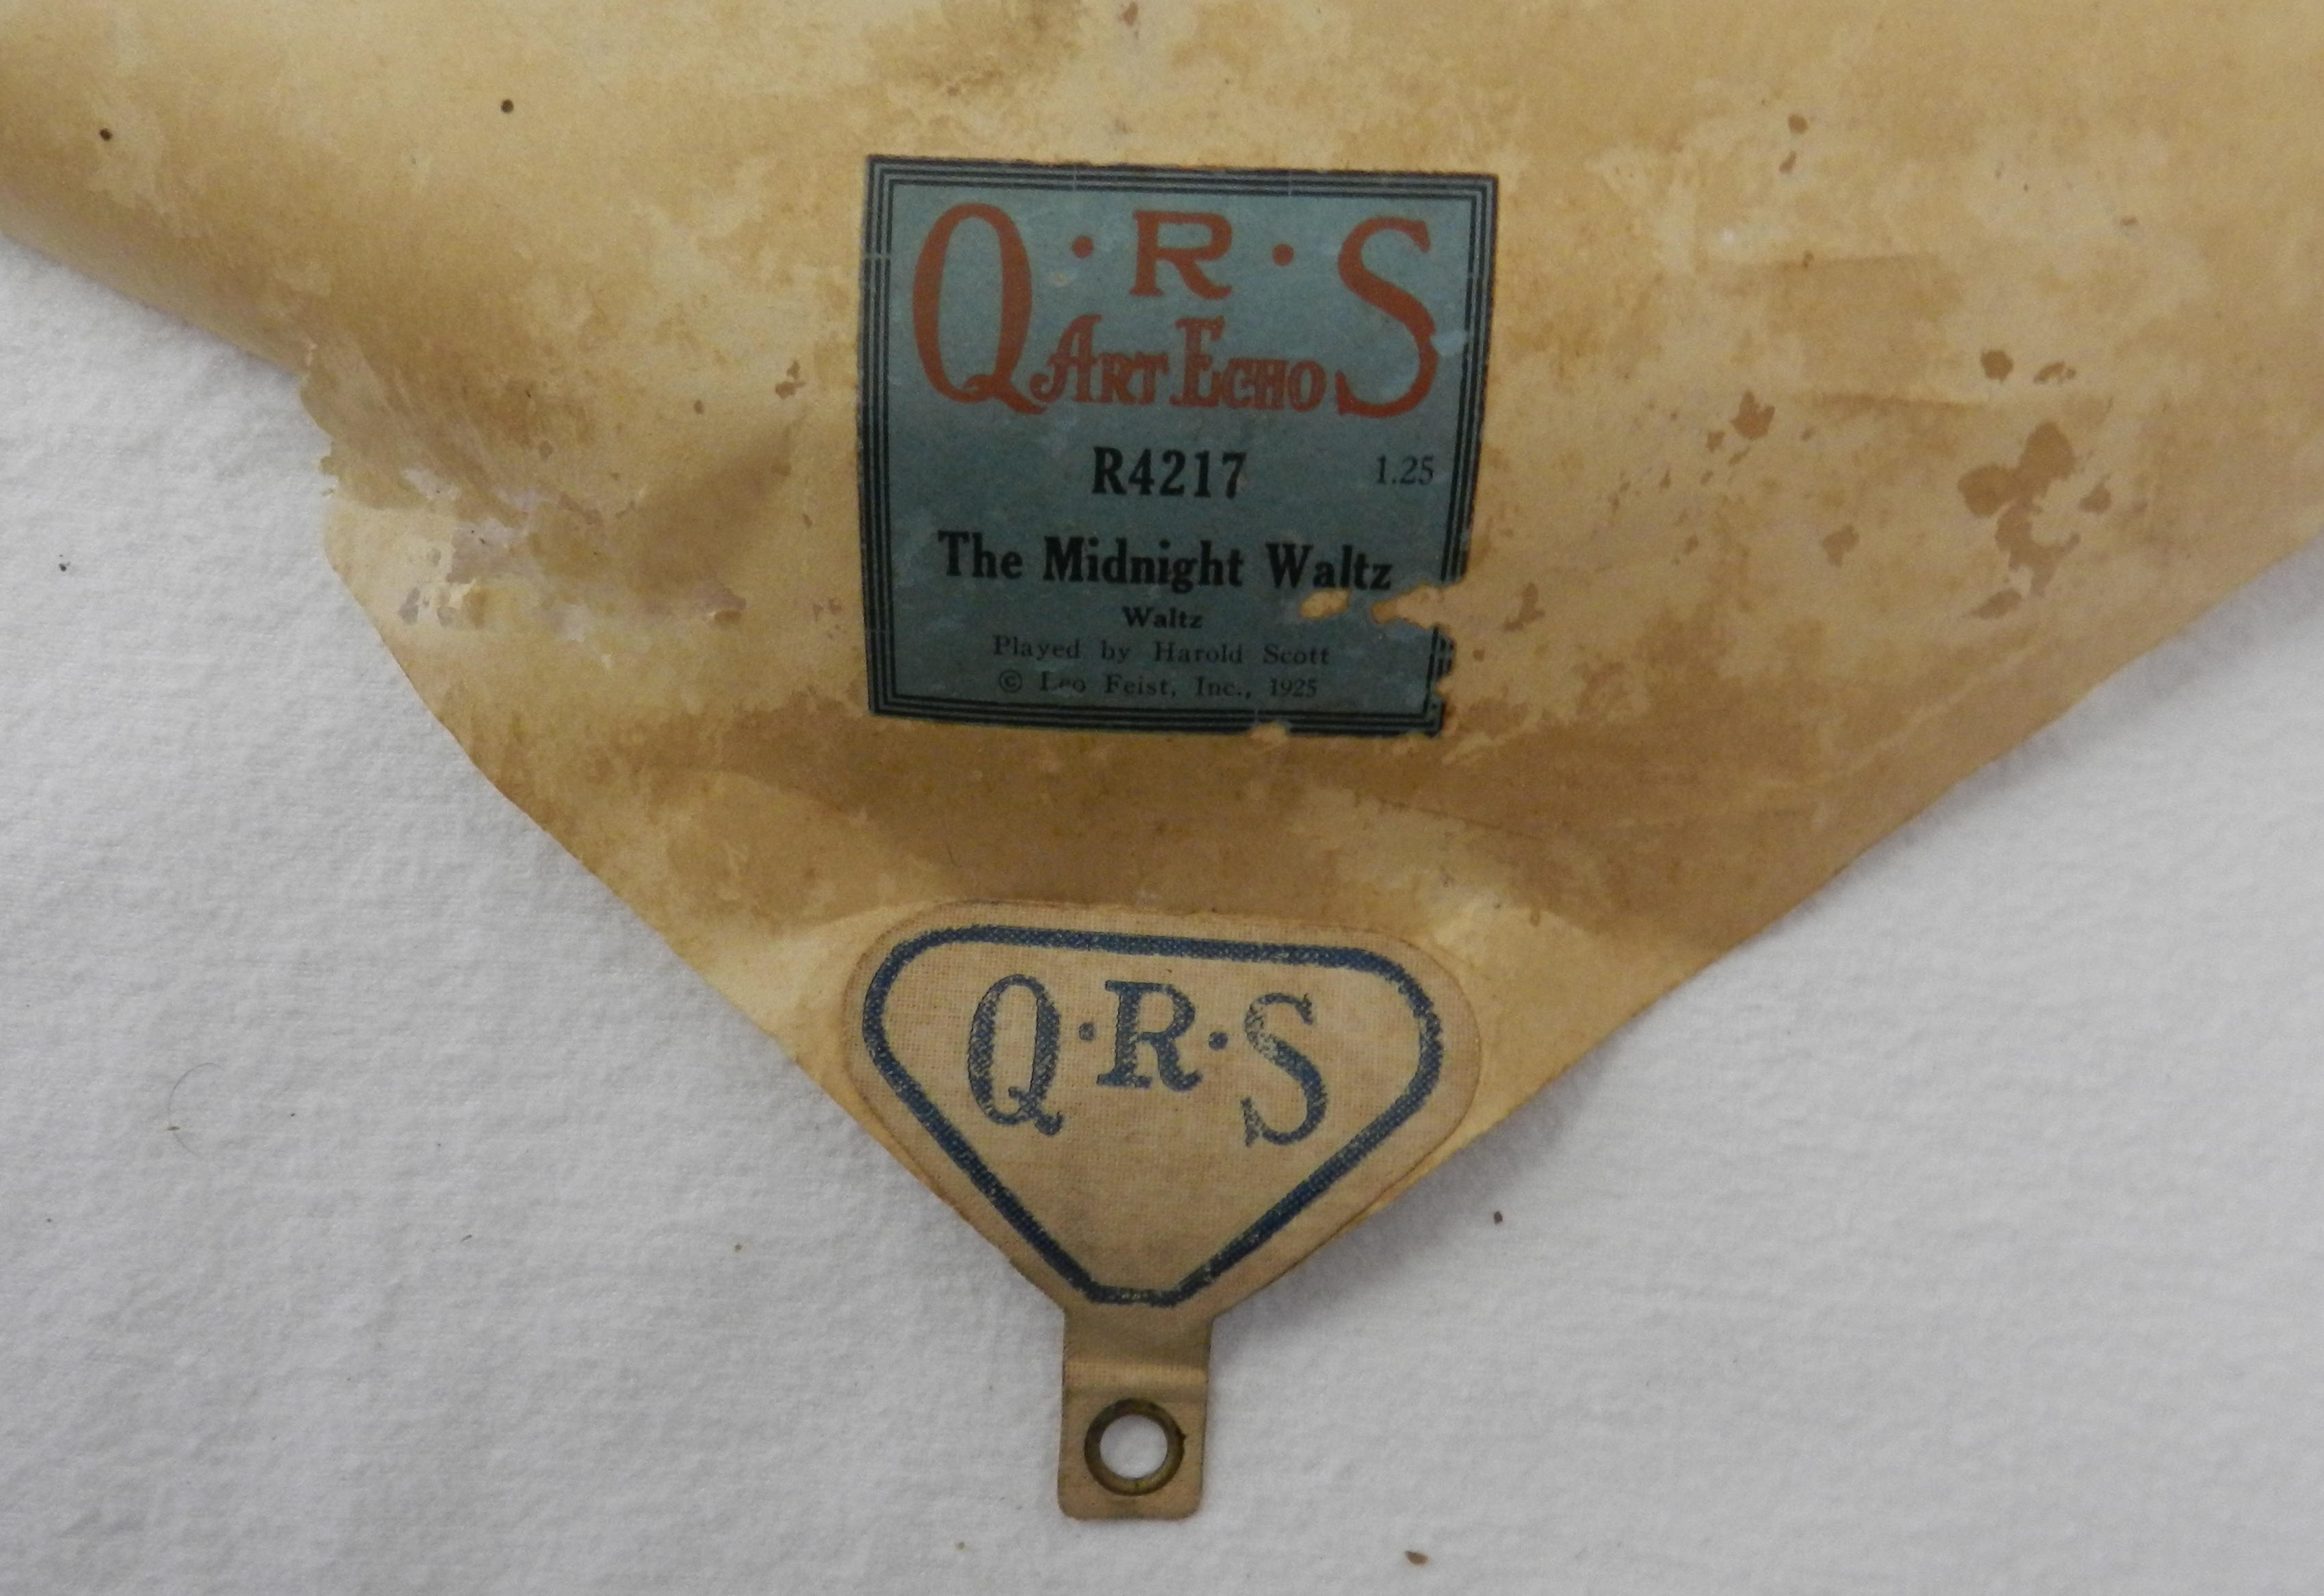 Q·R·S
ART ECHO
R4217 1.25
The Midnight Waltz
Waltz
Played by Harold Scott
© Leo Feist, Inc., 1925
Q·R·S